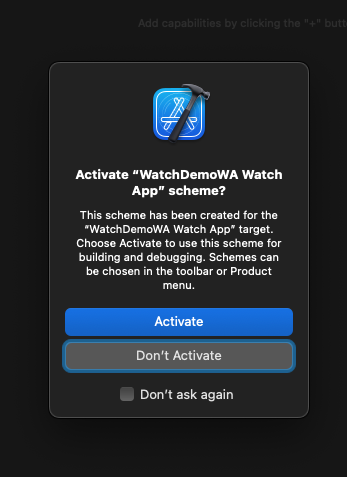 Add capabilities by clicking the "+" butt
Activate “WatchDemoWA Watch
App” scheme?
This scheme has been created for the
“WatchDemoWA Watch App” target.
Choose Activate to use this scheme for
building and debugging. Schemes can
be chosen in the toolbar or Product
menu.
Activate
Don’t Activate
Don’t ask again